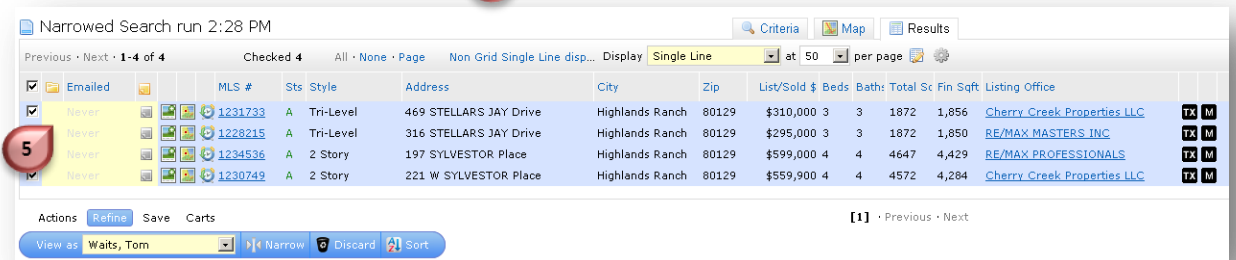 Narrowed Search run 2:28 PM Criteria Map Results
Previous · Next · 1-4 of 4 Checked 4 All · None · Page Non Grid Single Line disp... Display Single Line at 50 per page
Emailed MLS # Sts Style Address City Zip List/Sold $ Beds Baths Total Sc Fin Sqft Listing Office
Never 1231733 A Tri-Level 469 STELLARS JAY Drive Highlands Ranch 80129 $310,000 3 3 1872 1,856 Cherry Creek Properties LLC TX M
Never 1228215 A Tri-Level 316 STELLARS JAY Drive Highlands Ranch 80129 $295,000 3 3 1872 1,850 RE/MAX MASTERS INC TX M
5
Never 1234536 A 2 Story 197 SYLVESTOR Place Highlands Ranch 80129 $599,000 4 4 4647 4,429 RE/MAX PROFESSIONALS TX M
Never 1230749 A 2 Story 221 W SYLVESTOR Place Highlands Ranch 80129 $559,900 4 4 4572 4,284 Cherry Creek Properties LLC TX M
Actions Refine Save Carts [1] · Previous · Next
View as Waits, Tom Narrow Discard Sort